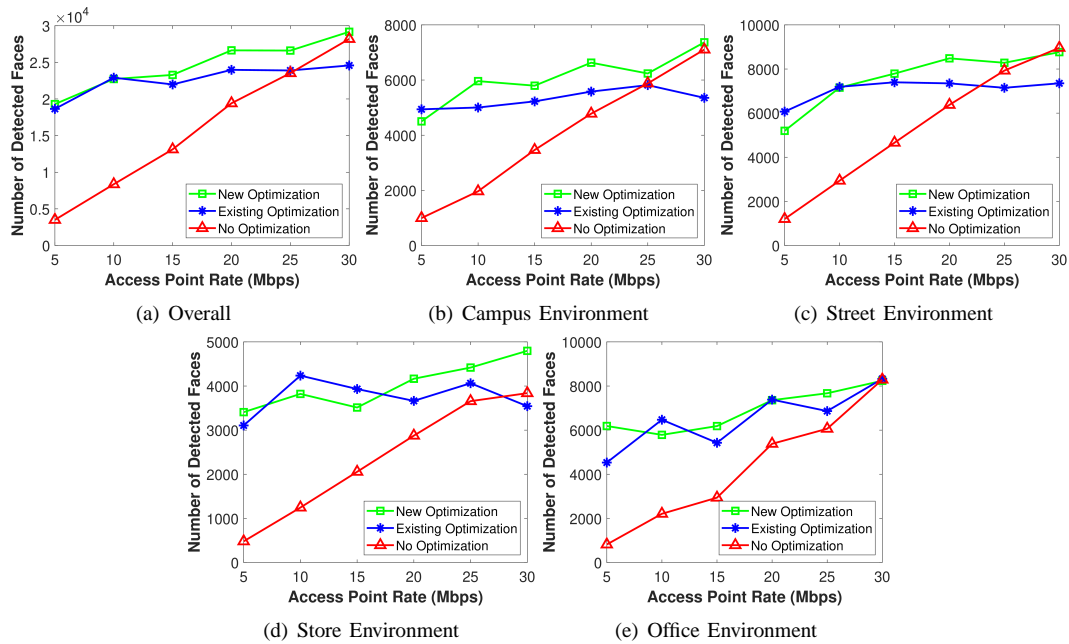 ×10⁴
3
2.5
2
1.5
1
0.5
0
Number of Detected Faces
New Optimization
Existing Optimization
No Optimization
5 10 15 20 25 30
Access Point Rate (Mbps)
(a) Overall
8000
6000
4000
2000
0
Number of Detected Faces
New Optimization
Existing Optimization
No Optimization
5 10 15 20 25 30
Access Point Rate (Mbps)
(b) Campus Environment
10000
8000
6000
4000
2000
0
Number of Detected Faces
New Optimization
Existing Optimization
No Optimization
5 10 15 20 25 30
Access Point Rate (Mbps)
(c) Street Environment
5000
4000
3000
2000
1000
0
Number of Detected Faces
New Optimization
Existing Optimization
No Optimization
5 10 15 20 25 30
Access Point Rate (Mbps)
(d) Store Environment
10000
8000
6000
4000
2000
0
Number of Detected Faces
New Optimization
Existing Optimization
No Optimization
5 10 15 20 25 30
Access Point Rate (Mbps)
(e) Office Environment